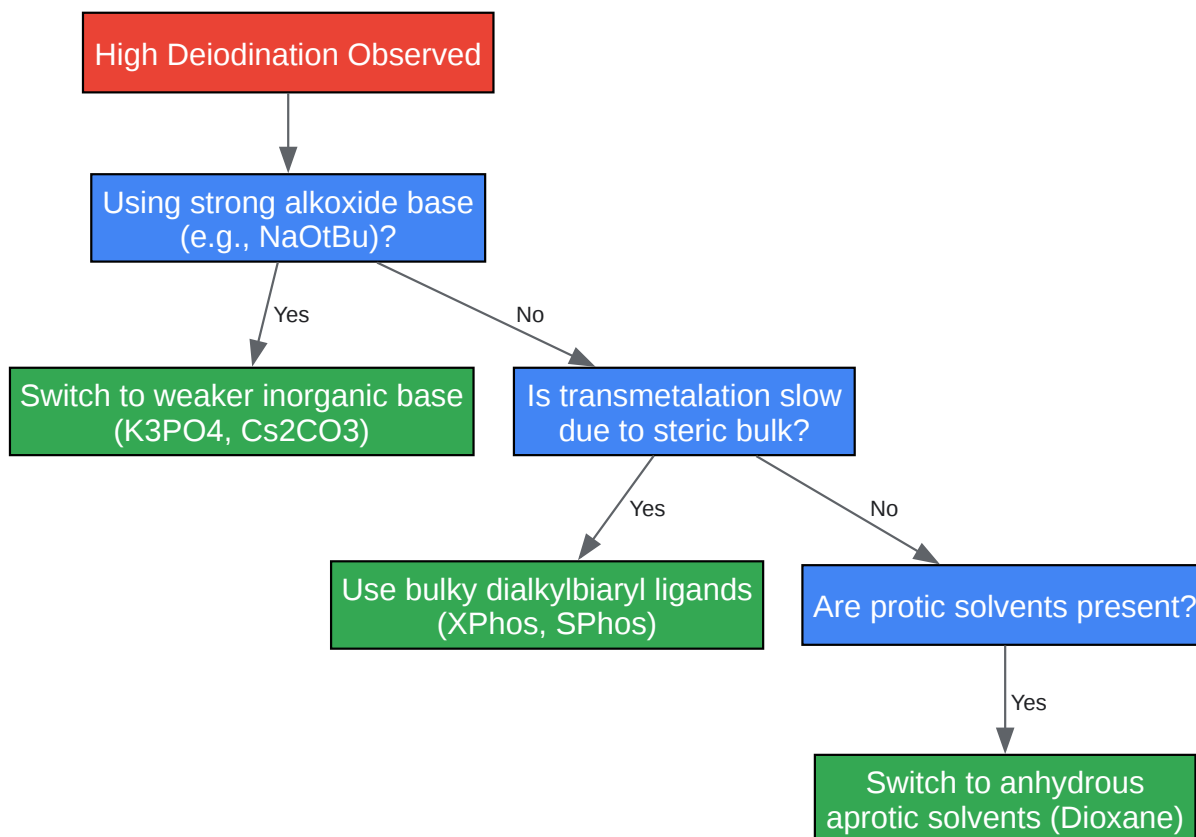 High Deiodination Observed
Using strong alkoxide base
(e.g., NaOtBu)?
Yes
No
Switch to weaker inorganic base
(K3PO4, Cs2CO3)
Is transmetalation slow
due to steric bulk?
Yes
No
Use bulky dialkylbiaryl ligands
(XPhos, SPhos)
Are protic solvents present?
Yes
Switch to anhydrous
aprotic solvents (Dioxane)